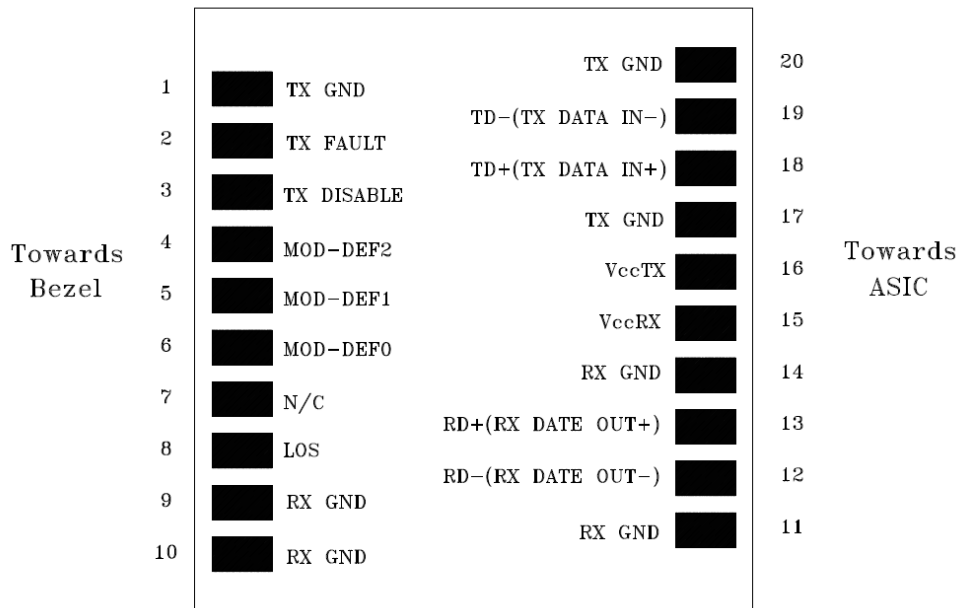 Towards
Bezel
1 TX GND
2 TX FAULT
3 TX DISABLE
4 MOD-DEF2
5 MOD-DEF1
6 MOD-DEF0
7 N/C
8 LOS
9 RX GND
10 RX GND
TX GND 20
TD-(TX DATA IN-) 19
TD+(TX DATA IN+) 18
TX GND 17
VccTX 16
VccRX 15
RX GND 14
RD+(RX DATE OUT+) 13
RD-(RX DATE OUT-) 12
RX GND 11
Towards
ASIC